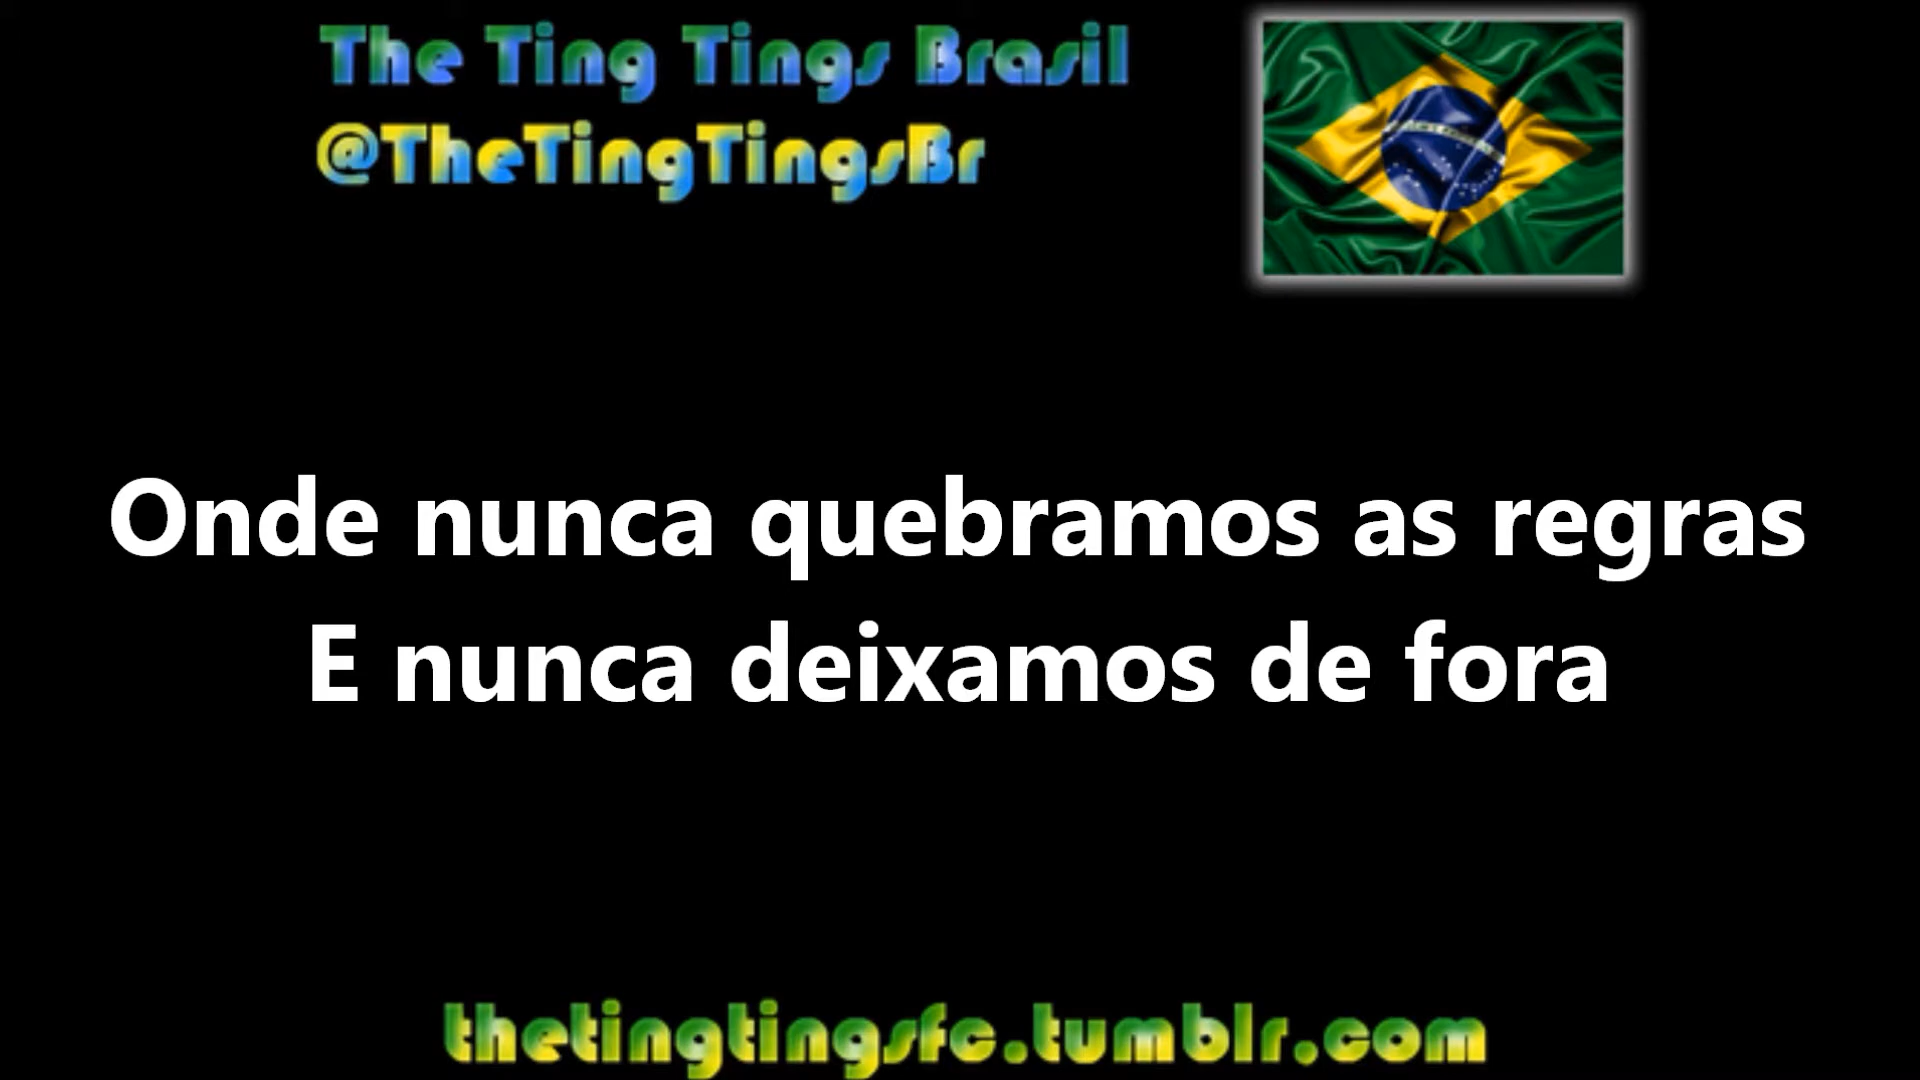 The Ting Tings Brasil
@TheTingTingsBr
Onde nunca quebramos as regras
E nunca deixamos de fora
thetingtingsfc.tumblr.com